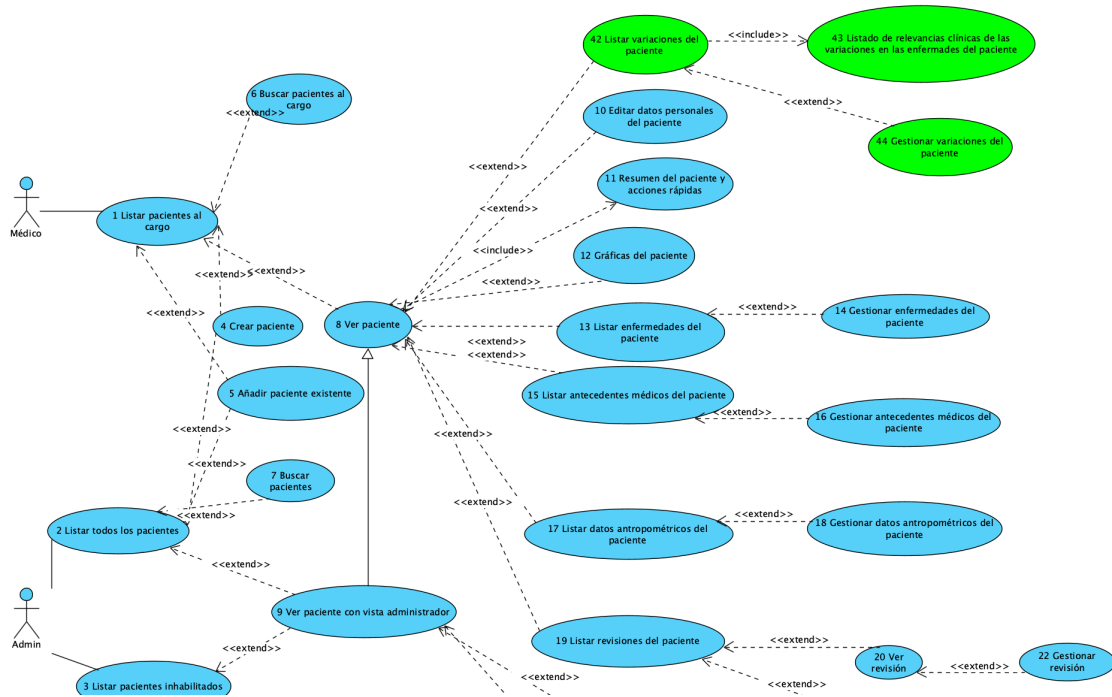 42 Listar variaciones del
paciente
<<include>>
43 Listado de relevancias clínicas de las
variaciones en las enfermades del paciente
<<extend>>
44 Gestionar variaciones del
paciente
6 Buscar pacientes al
cargo
<<extend>>
10 Editar datos personales
del paciente
<<extend>>
11 Resumen del paciente y
acciones rápidas
<<extend>>
Médico
1 Listar pacientes al
cargo
<<include>>
12 Gráficas del paciente
<<extend>>
<<extend>>
<<extend>>
4 Crear paciente
8 Ver paciente
13 Listar enfermedades del
paciente
<<extend>>
14 Gestionar enfermedades del
paciente
<<extend>>
<<extend>>
<<extend>>
5 Añadir paciente existente
15 Listar antecedentes médicos del paciente
<<extend>>
16 Gestionar antecedentes médicos del
paciente
<<extend>>
<<extend>>
<<extend>>
7 Buscar
pacientes
<<extend>>
<<extend>>
2 Listar todos los pacientes
17 Listar datos antropométricos del
paciente
<<extend>>
18 Gestionar datos antropométricos del
paciente
<<extend>>
Admin
9 Ver paciente con vista administrador
19 Listar revisiones del paciente
<<extend>>
20 Ver
revisión
<<extend>>
22 Gestionar
revisión
<<extend>>
3 Listar pacientes inhabilitados
<<extend>>